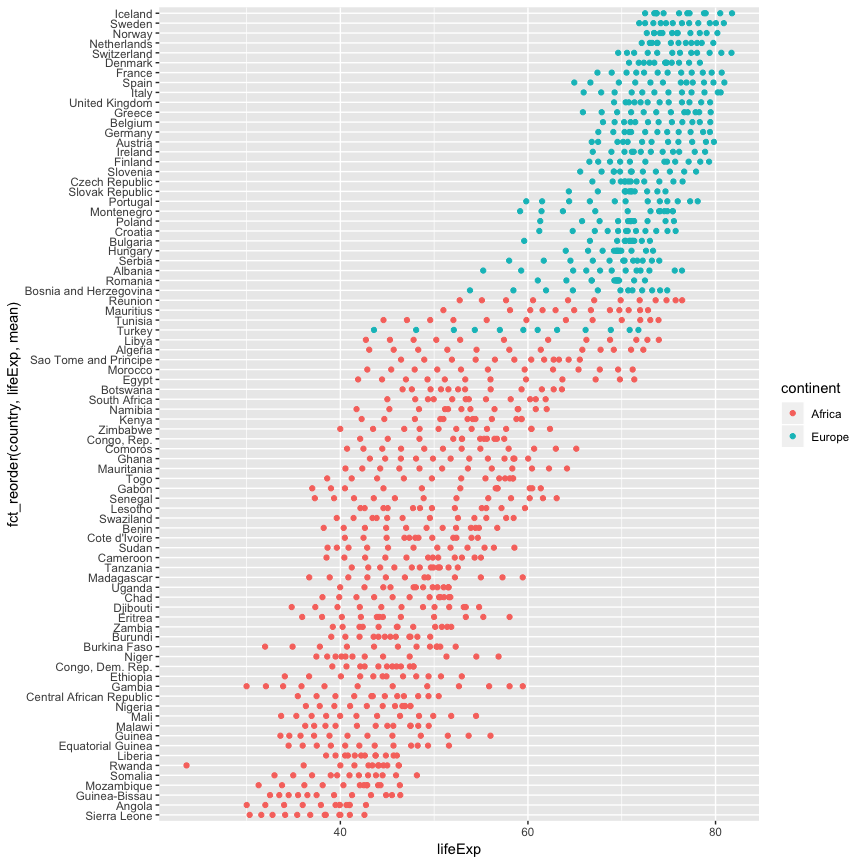 fct_reorder(country, lifeExp, mean)
Iceland
Sweden
Norway
Netherlands
Switzerland
Denmark
France
Spain
Italy
United Kingdom
Greece
Belgium
Germany
Austria
Ireland
Finland
Slovenia
Czech Republic
Slovak Republic
Portugal
Montenegro
Poland
Croatia
Bulgaria
Hungary
Serbia
Albania
Romania
Bosnia and Herzegovina
Reunion
Mauritius
Tunisia
Turkey
Libya
Algeria
Sao Tome and Principe
Morocco
Egypt
Botswana
South Africa
Namibia
Kenya
Zimbabwe
Congo, Rep.
Comoros
Ghana
Mauritania
Togo
Gabon
Senegal
Lesotho
Swaziland
Benin
Cote d'Ivoire
Sudan
Cameroon
Tanzania
Madagascar
Uganda
Chad
Djibouti
Eritrea
Zambia
Burundi
Burkina Faso
Niger
Congo, Dem. Rep.
Ethiopia
Gambia
Central African Republic
Nigeria
Mali
Malawi
Guinea
Equatorial Guinea
Liberia
Rwanda
Somalia
Mozambique
Guinea-Bissau
Angola
Sierra Leone
40 60 80
lifeExp
continent
Africa
Europe